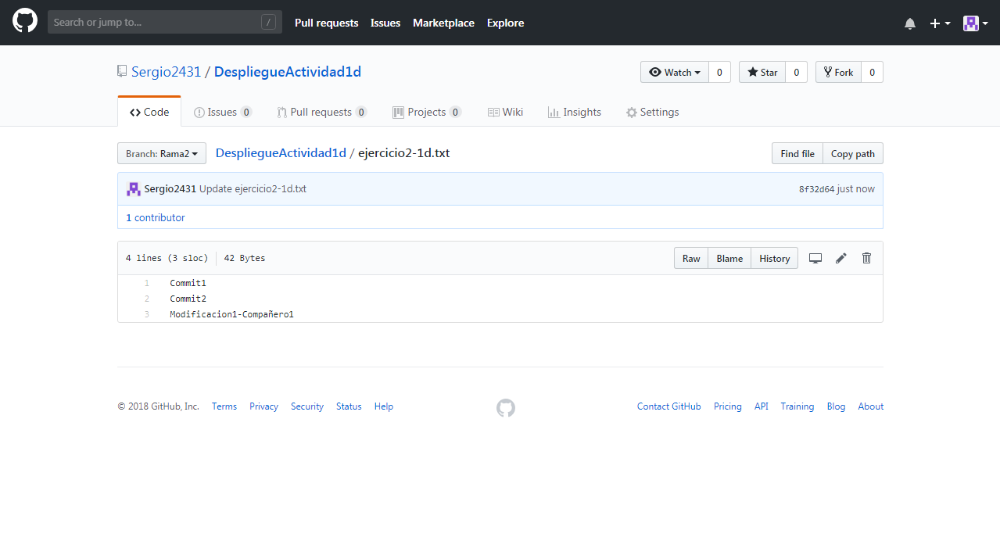 Search or jump to... /
Pull requests Issues Marketplace Explore
Sergio2431 / DespliegueActividad1d
Watch 0 Star 0 Fork 0
Code Issues 0 Pull requests 0 Projects 0 Wiki Insights Settings
Branch: Rama2 DespliegueActividad1d / ejercicio2-1d.txt Find file Copy path
Sergio2431 Update ejercicio2-1d.txt 8f32d64 just now
1 contributor
4 lines (3 sloc) 42 Bytes Raw Blame History
1 Commit1
2 Commit2
3 Modificacion1-Compañero1
© 2018 GitHub, Inc. Terms Privacy Security Status Help Contact GitHub Pricing API Training Blog About